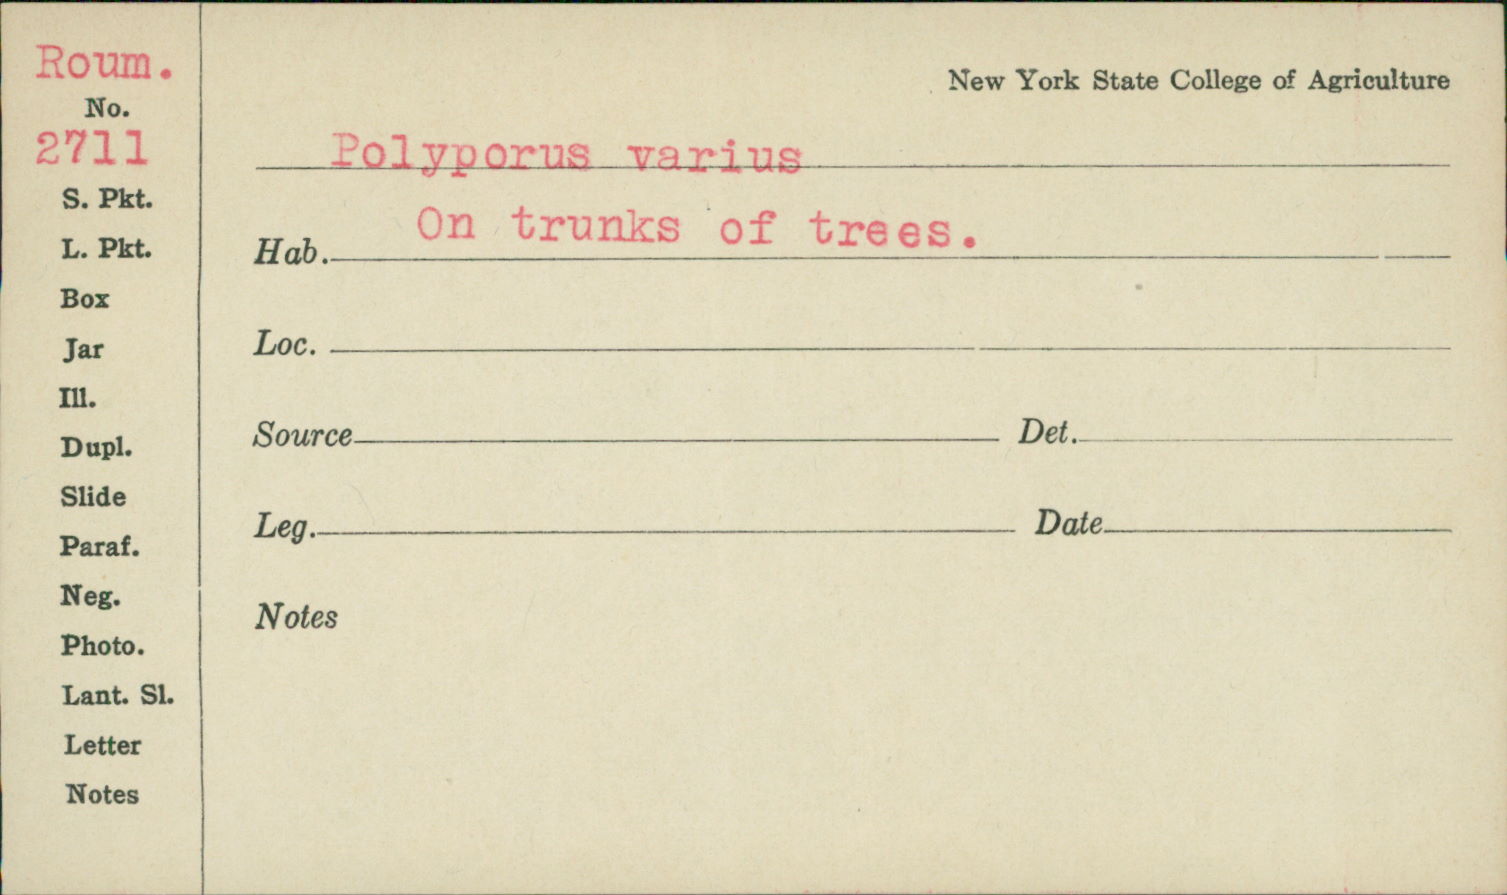 Roum.
No.
2711
S. Pkt.
L. Pkt.
Box
Jar
Ill.
Dupl.
Slide
Paraf.
Neg.
Photo.
Lant. Sl.
Letter
Notes
New York State College of Agriculture
Polyporus varius
Hab. On trunks of trees.
Loc.
Source Det.
Leg. Date
Notes